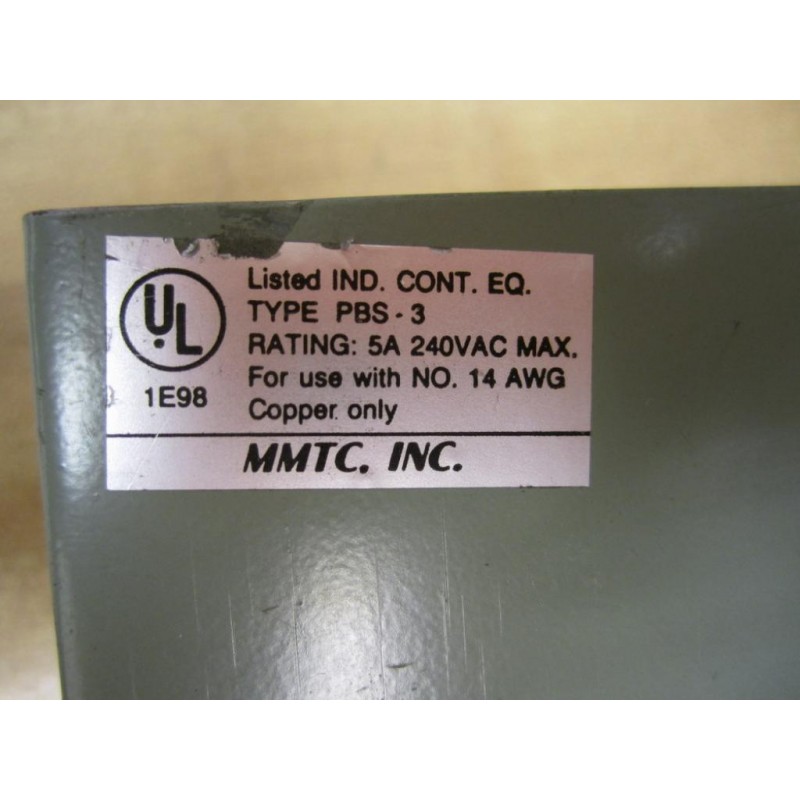 UL
1E98
Listed IND. CONT. EQ.
TYPE PBS - 3
RATING: 5A 240VAC MAX.
For use with NO. 14 AWG
Copper. only
MMTC, INC.